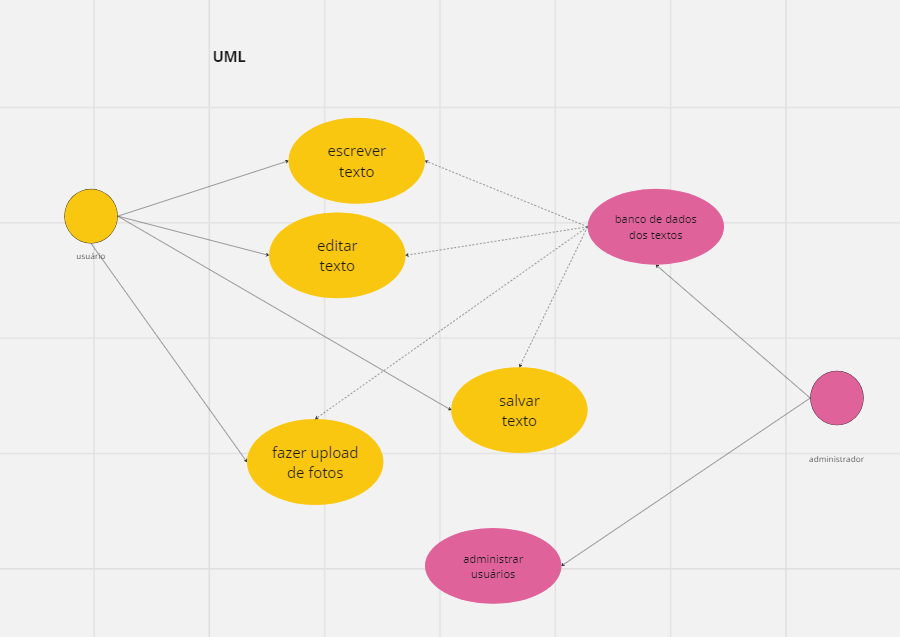 UML
escrever
texto
banco de dados
dos textos
editar
texto
usuário
salvar
texto
fazer upload
de fotos
administrador
administrar
usuários